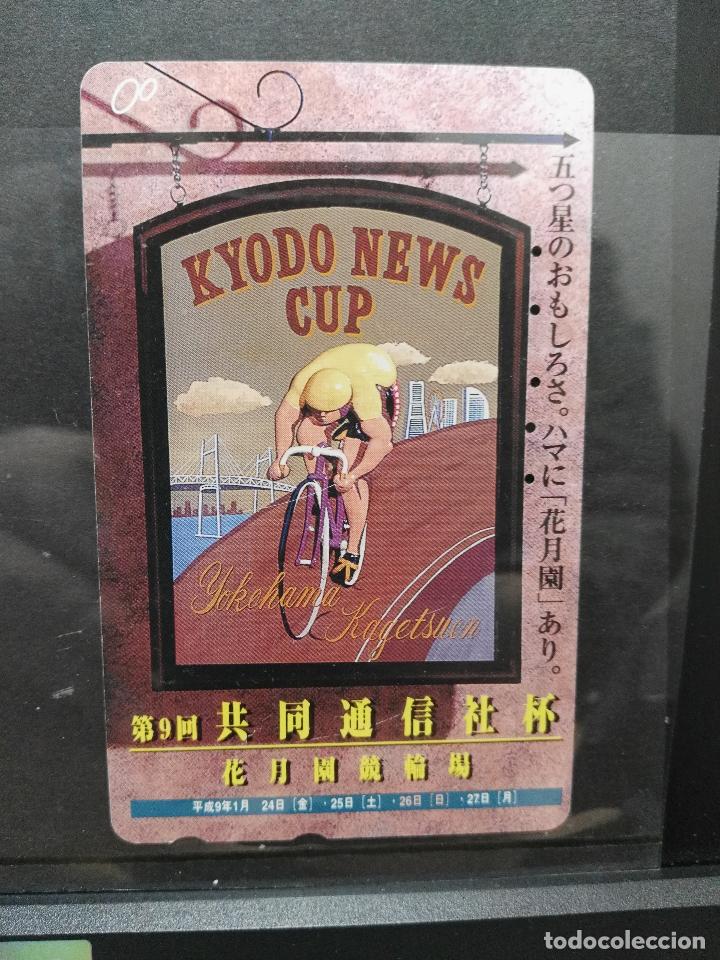 KYODO NEWS
CUP
Yokohama
Kagetsuen
五つ星のおもしろさ。ハマに「花月園」あり。
第9回 共同通信社杯
花月園競輪場
平成9年1月 24日[金]・25日[土]・26日[日]・27日[月]
todocoleccion